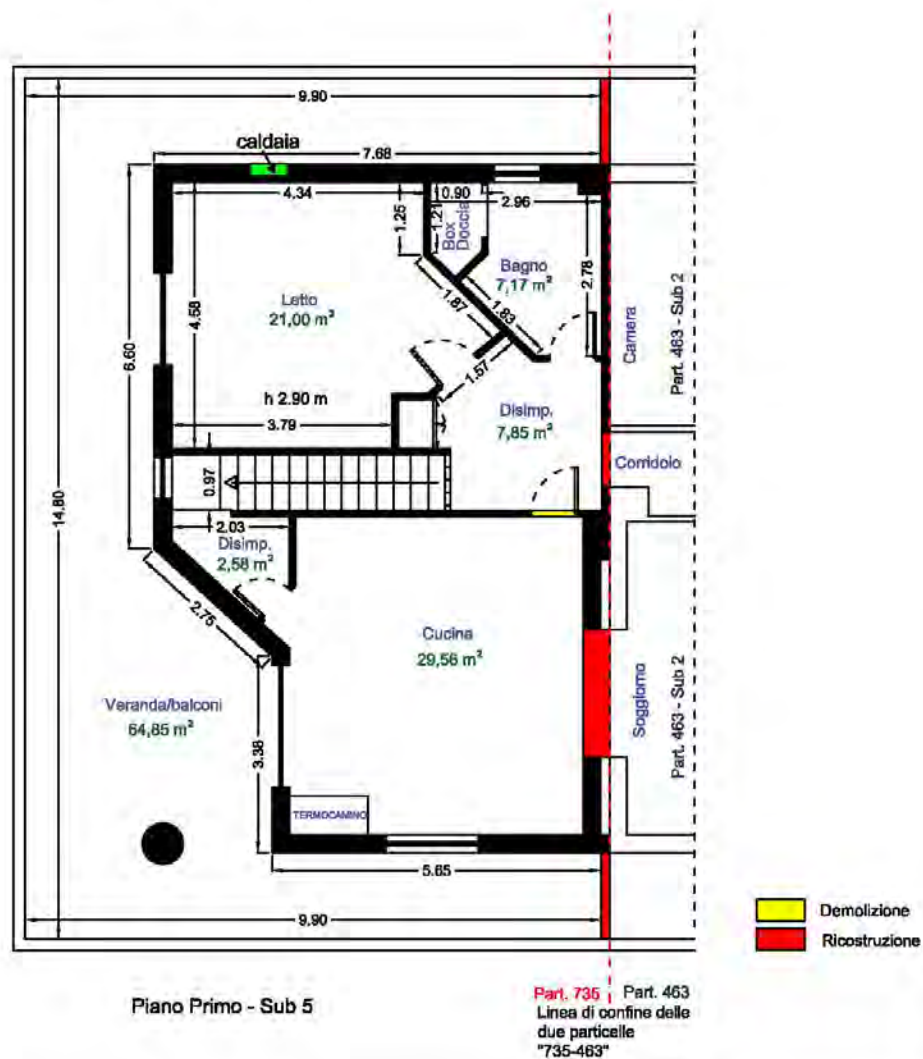 9.90
7.68
caldaia
4.34
0.90
2.96
1.25
1.21
Box
Doccia
Bagno
7,17 m²
2.78
Letto
21,00 m²
4.58
6.60
1.87
1.83
1.57
h 2.90 m
3.79
Disimp.
7,85 m²
Camera
Part. 463 - Sub 2
Corridoio
0.97
14.80
2.03
Disimp.
2,58 m²
2.75
Cucina
29,56 m²
Veranda/balconi
64,85 m²
3.38
Soggiorno
Part. 463 - Sub 2
TERMOCAMINO
5.65
9.90
Demolizione
Ricostruzione
Piano Primo - Sub 5
Part. 735 Part. 463
Linea di confine delle
due particelle
"735-463"